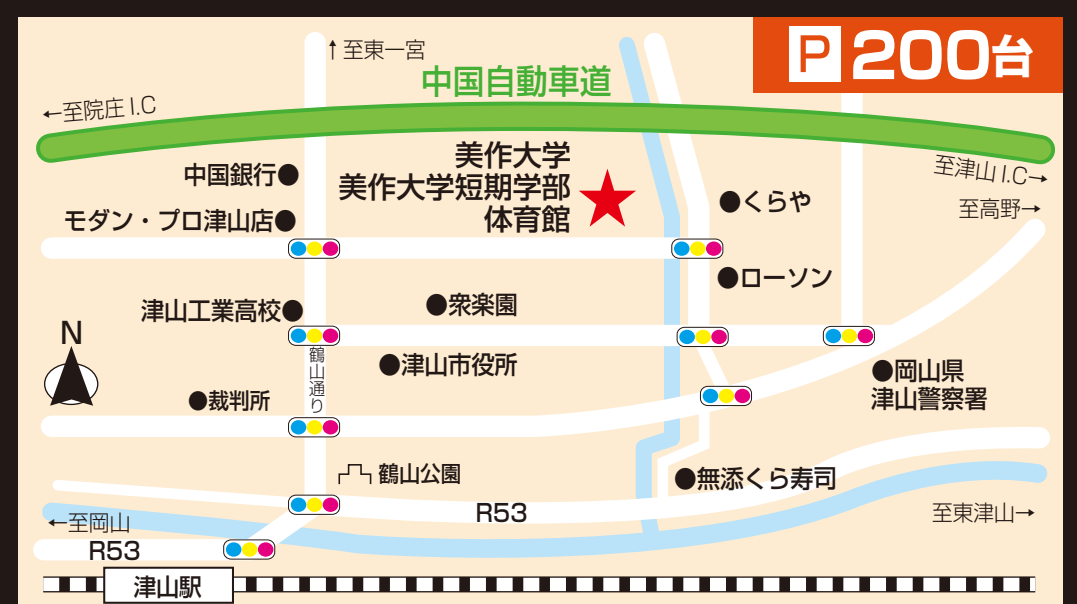 ↑至東一宮
P 200台
中国自動車道
←至院庄I.C
至津山I.C→
至高野→
中国銀行●
美作大学
美作大学短期学部
体育館
●くらや
モダン・プロ津山店●
●ローソン
津山工業高校●
●衆楽園
N
鶴山通り
●津山市役所
●岡山県
津山警察署
●裁判所
鶴山公園
●無添くら寿司
R53
←至岡山
至東津山→
R53
津山駅